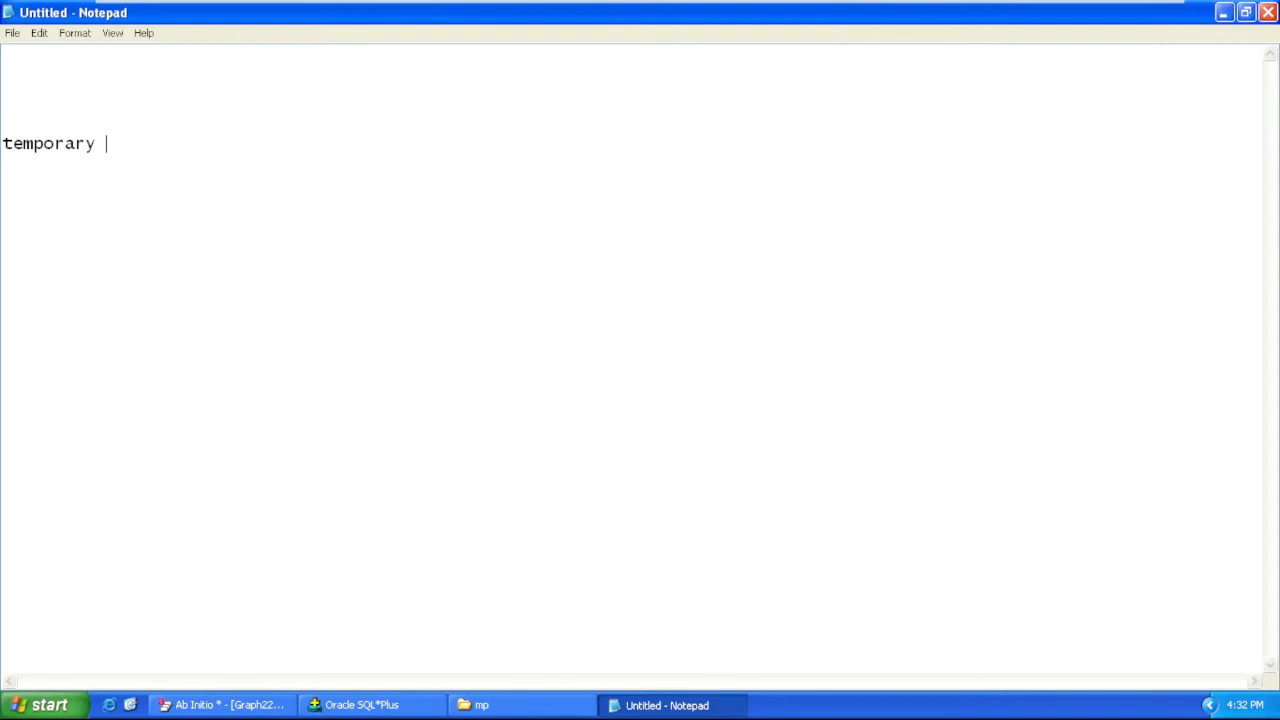 Untitled - Notepad
File Edit Format View Help
temporary
start Ab Initio * - [Graph22... Oracle SQL*Plus mp Untitled - Notepad 4:32 PM